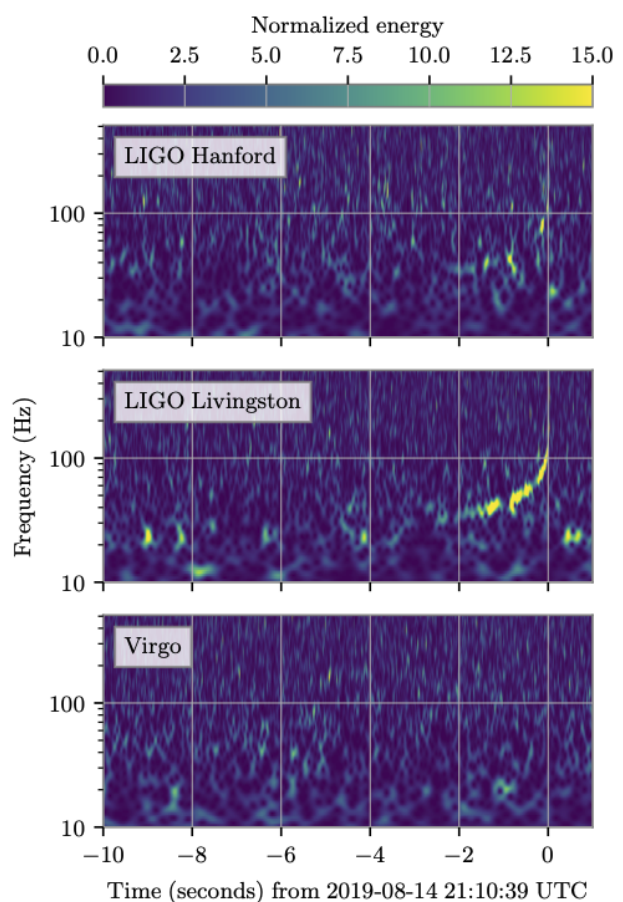 Normalized energy
0.0 2.5 5.0 7.5 10.0 12.5 15.0
LIGO Hanford
100
10
LIGO Livingston
100
10
Frequency (Hz)
Virgo
100
10
−10 −8 −6 −4 −2 0
Time (seconds) from 2019-08-14 21:10:39 UTC